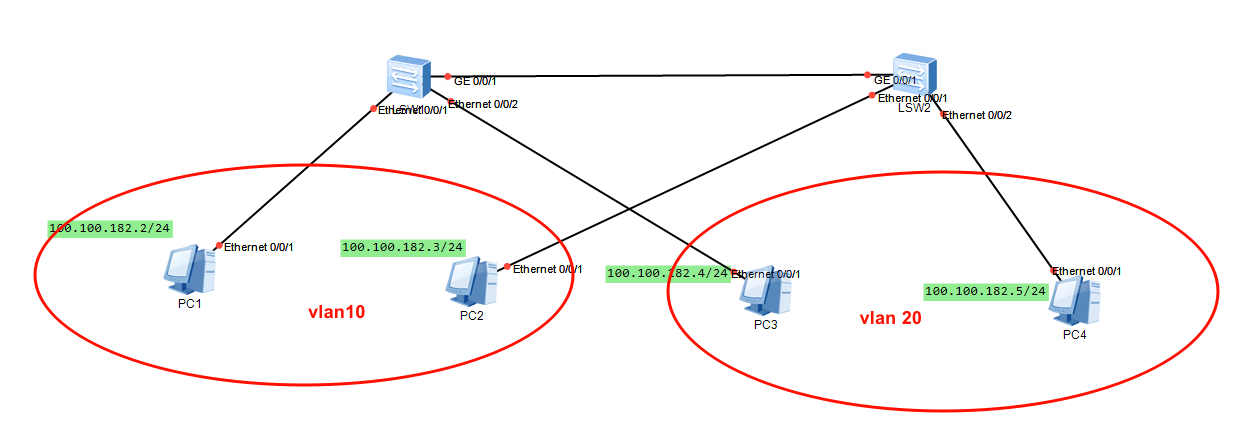 GE 0/0/1
GE 0/0/1
Ethernet 0/0/2
Ethernet 0/0/1
LSW1
Ethernet 0/0/1
LSW2
Ethernet 0/0/2
100.100.182.2/24
Ethernet 0/0/1
PC1
100.100.182.3/24
Ethernet 0/0/1
PC2
vlan10
100.100.182.4/24
Ethernet 0/0/1
PC3
vlan 20
Ethernet 0/0/1
100.100.182.5/24
PC4